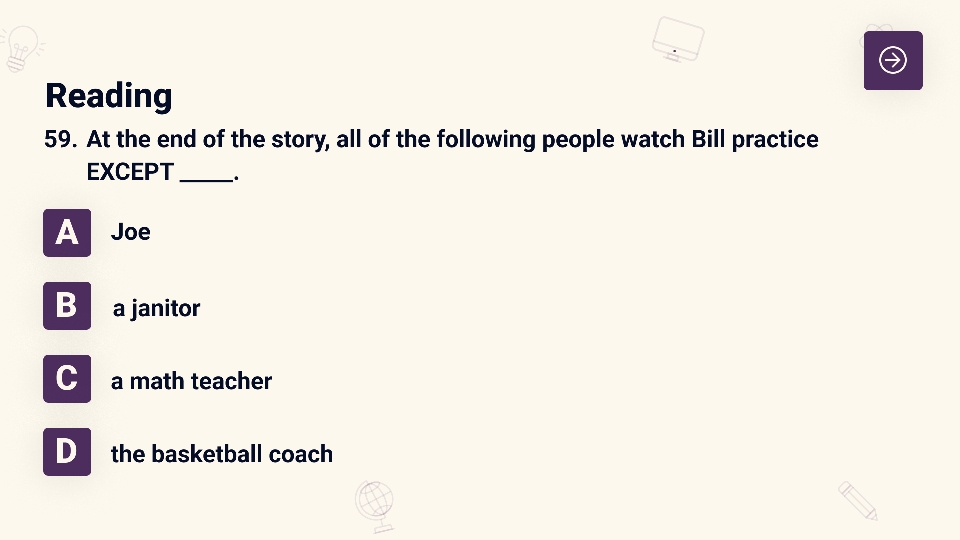 Reading
59. At the end of the story, all of the following people watch Bill practice
EXCEPT _____.
A Joe
B a janitor
C a math teacher
D the basketball coach